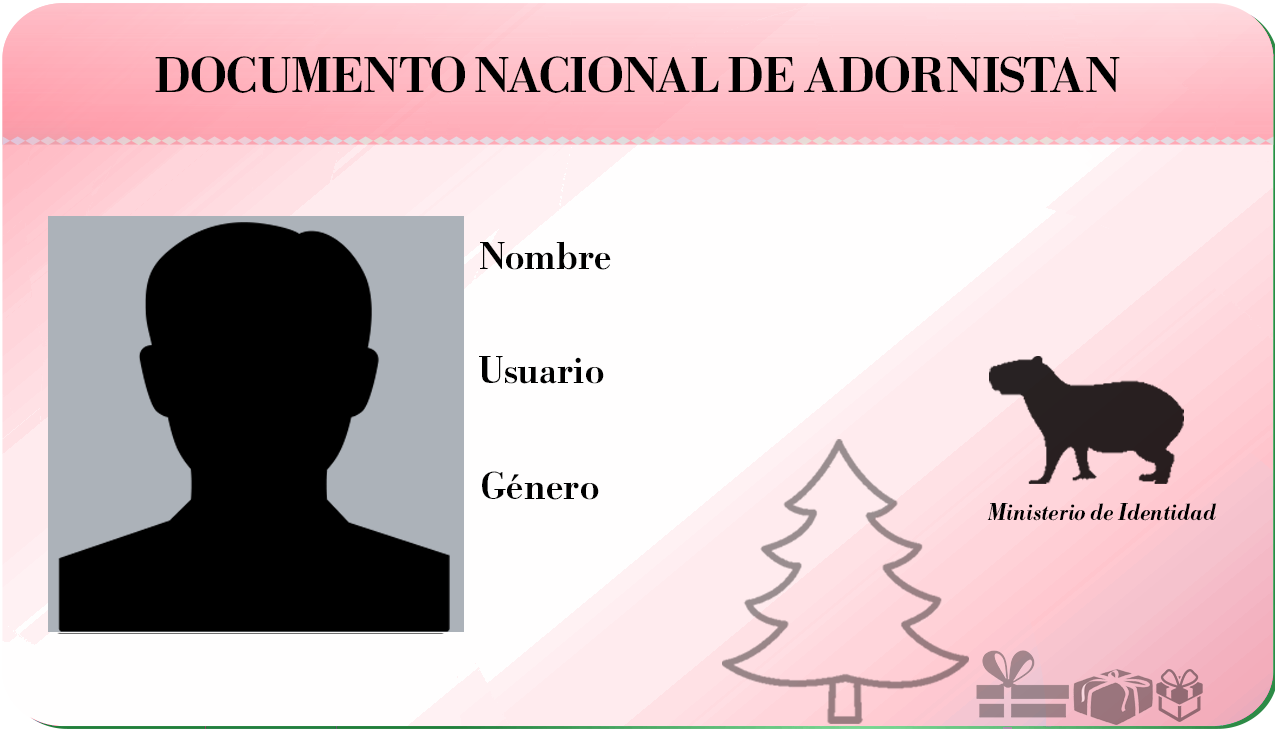 DOCUMENTO NACIONAL DE ADORNISTAN
Nombre
Usuario
Género
Ministerio de Identidad